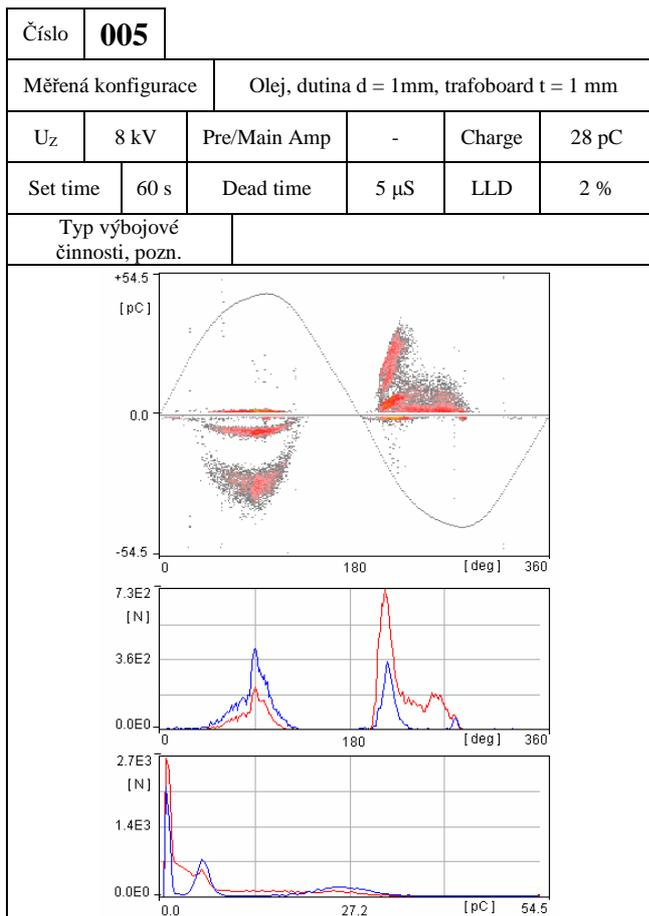 Číslo 005
Měřená konfigurace Olej, dutina d = 1mm, trafoboard t = 1 mm
UZ 8 kV Pre/Main Amp - Charge 28 pC
Set time 60 s Dead time 5 μS LLD 2 %
Typ výbojové
činnosti, pozn.
+54.5
[pC]
0.0
-54.5
0 180 [deg] 360
7.3E2
[N]
3.6E2
0.0E0
0 180 [deg] 360
2.7E3
[N]
1.4E3
0.0E0
0.0 27.2 [pC] 54.5